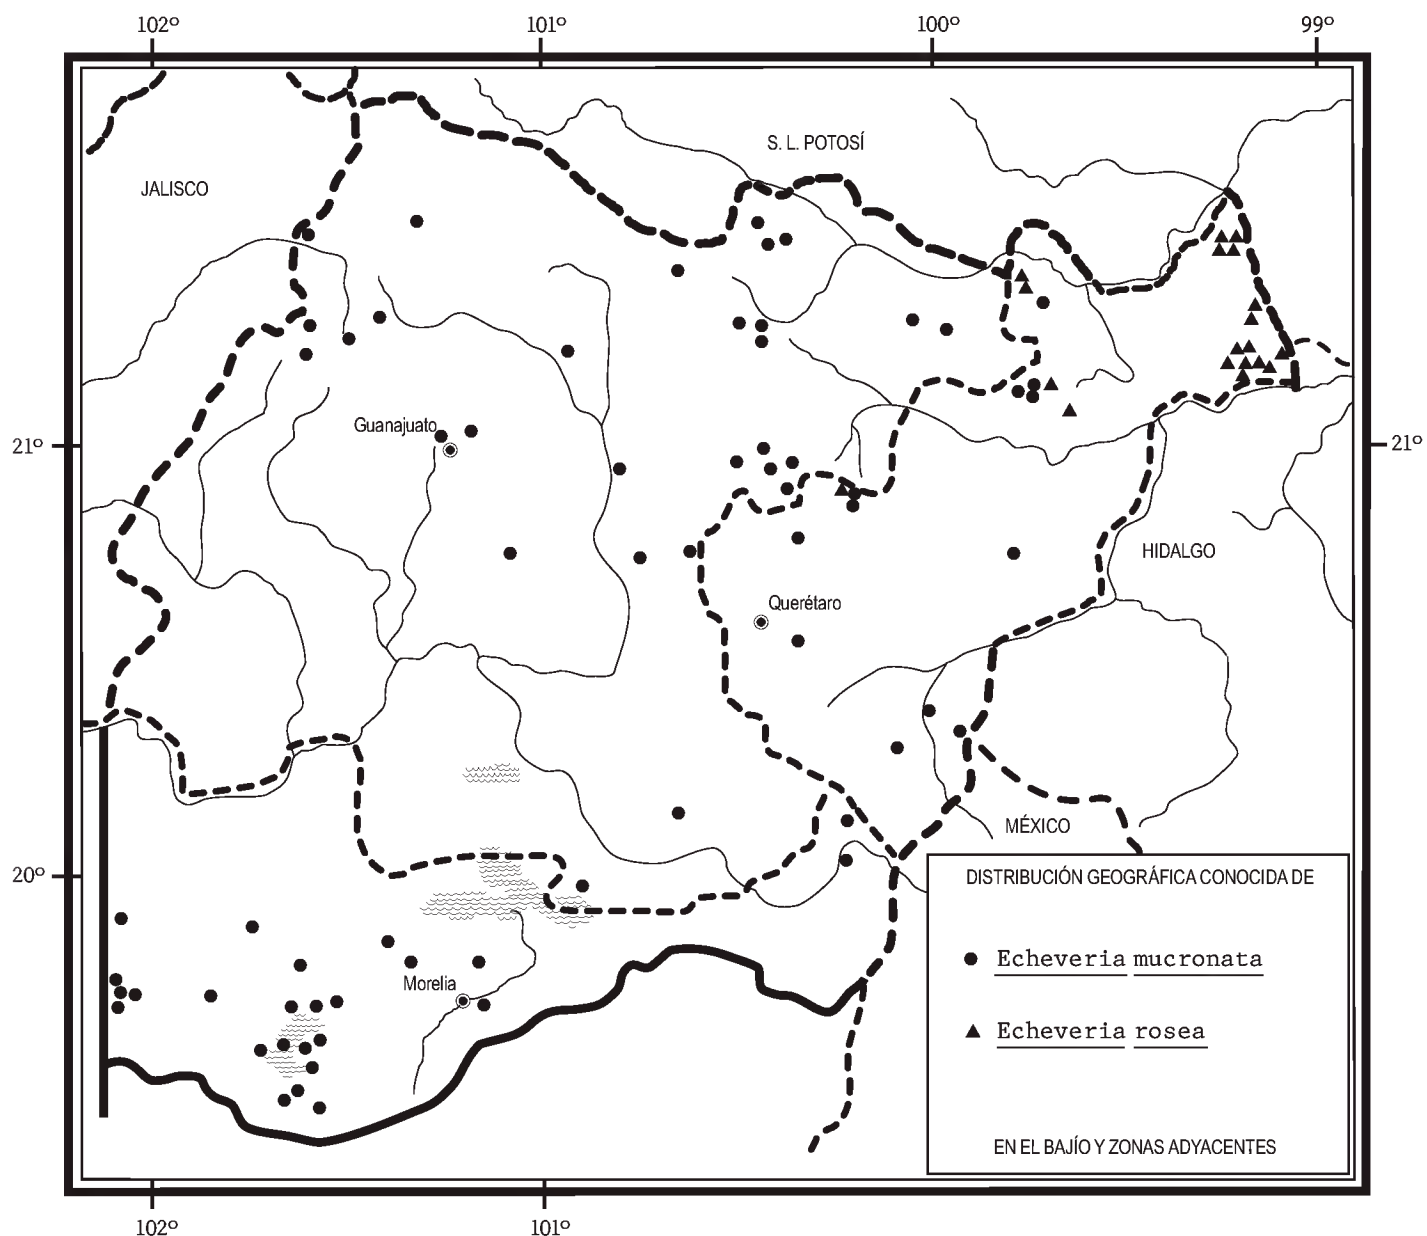 102º 101º 100º 99º
S. L. POTOSÍ
JALISCO
Guanajuato
21º 21º
HIDALGO
Querétaro
MÉXICO
20º
DISTRIBUCIÓN GEOGRÁFICA CONOCIDA DE
Echeveria mucronata
Morelia
Echeveria rosea
EN EL BAJÍO Y ZONAS ADYACENTES
102º 101º